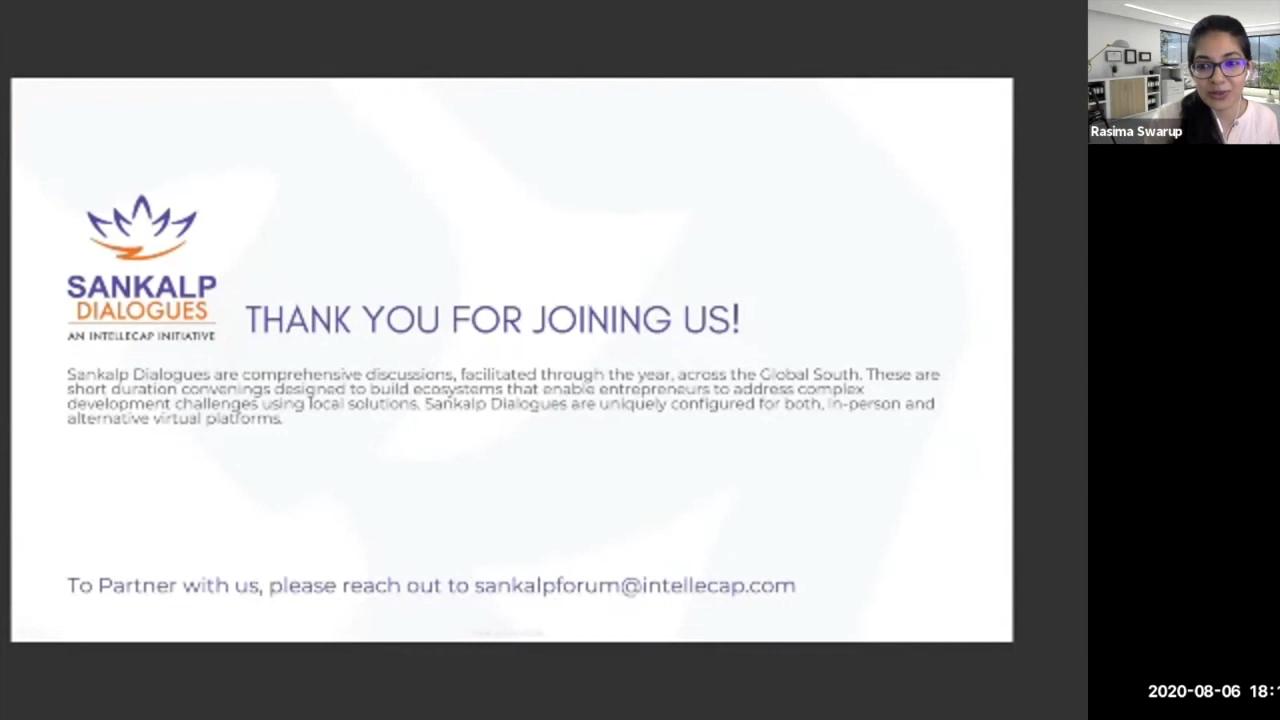 Rasima Swarup
SANKALP
DIALOGUES
AN INTELLECAP INITIATIVE
THANK YOU FOR JOINING US!
Sankalp Dialogues are comprehensive discussions, facilitated through the year, across the Global South. These are
short duration convenings designed to build ecosystems that enable entrepreneurs to address complex
development challenges using local solutions. Sankalp Dialogues are uniquely configured for both, in-person and
alternative virtual platforms.
To Partner with us, please reach out to sankalpforum@intellecap.com
2020-08-06 18: